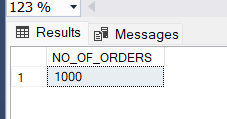 123 %
Results Messages
NO_OF_ORDERS
1 1000